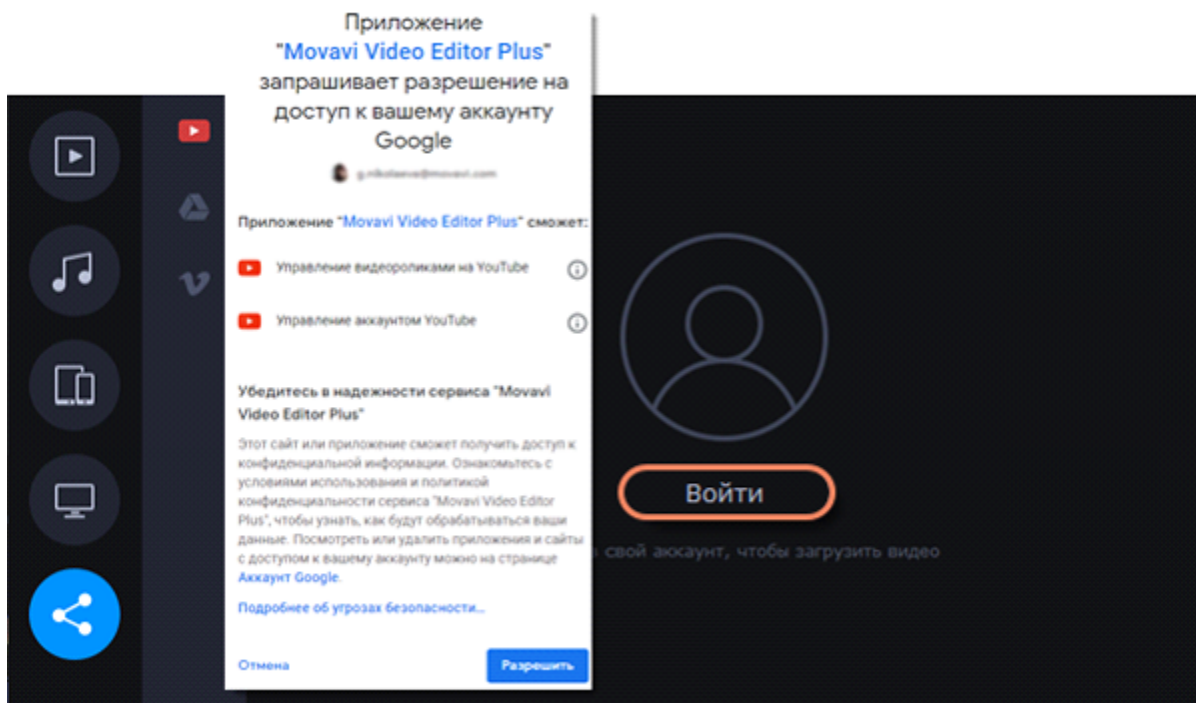 Приложение
"Movavi Video Editor Plus"
запрашивает разрешение на
доступ к вашему аккаунту
Google
Приложение "Movavi Video Editor Plus" сможет:
Управление видеороликами на YouTube
Управление аккаунтом YouTube
Убедитесь в надежности сервиса "Movavi
Video Editor Plus"
Этот сайт или приложение сможет получить доступ к
конфиденциальной информации. Ознакомьтесь с
условиями использования и политикой
конфиденциальности сервиса "Movavi Video Editor
Plus", чтобы узнать, как будут обрабатываться ваши
данные. Посмотреть или удалить приложения и сайты
с доступом к вашему аккаунту можно на странице
Аккаунт Google.
Подробнее об угрозах безопасности...
Отмена
Разрешить
Войти
свой аккаунт, чтобы загрузить видео